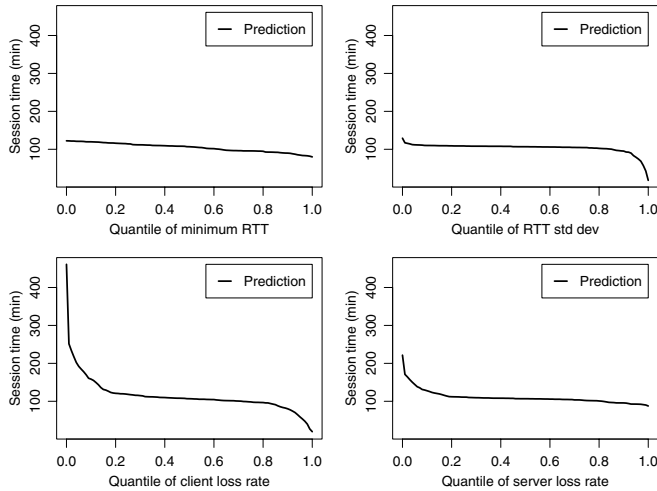 Session time (min)
100 200 300 400
Prediction
0.0 0.2 0.4 0.6 0.8 1.0
Quantile of minimum RTT
Session time (min)
100 200 300 400
Prediction
0.0 0.2 0.4 0.6 0.8 1.0
Quantile of RTT std dev
Session time (min)
100 200 300 400
Prediction
0.0 0.2 0.4 0.6 0.8 1.0
Quantile of client loss rate
Session time (min)
100 200 300 400
Prediction
0.0 0.2 0.4 0.6 0.8 1.0
Quantile of server loss rate